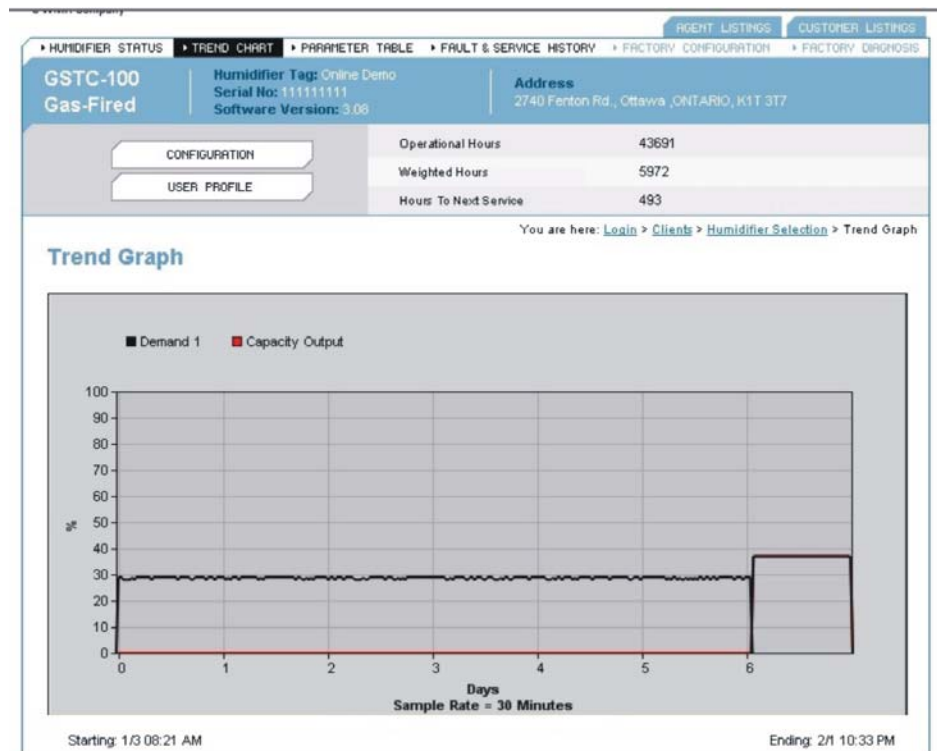 AGENT LISTINGS CUSTOMER LISTINGS
HUMIDIFIER STATUS TREND CHART PARAMETER TABLE FAULT & SERVICE HISTORY FACTORY CONFIGURATION FACTORY DIAGNOSIS
GSTC-100
Gas-Fired
Humidifier Tag: Online Demo
Serial No: 111111111
Software Version: 3.08
Address
2740 Fenton Rd., Ottawa ,ONTARIO, K1T 3T7
CONFIGURATION
USER PROFILE
Operational Hours 43691
Weighted Hours 5972
Hours To Next Service 493
You are here: Login > Clients > Humidifier Selection > Trend Graph
Trend Graph
Demand 1 Capacity Output
100
90
80
70
60
50
40
30
20
10
0
%
0 1 2 3 4 5 6
Days
Sample Rate = 30 Minutes
Starting: 1/3 08:21 AM Ending: 2/1 10:33 PM